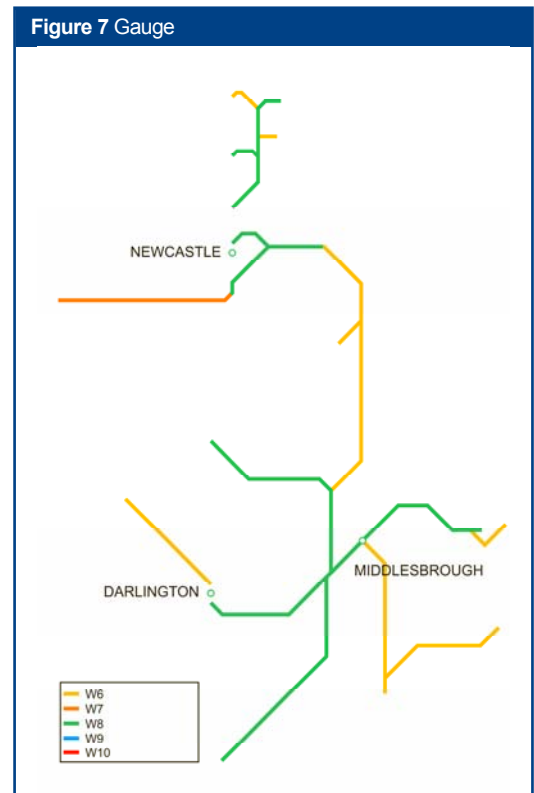 Figure 7 Gauge
NEWCASTLE
MIDDLESBROUGH
DARLINGTON
W6
W7
W8
W9
W10